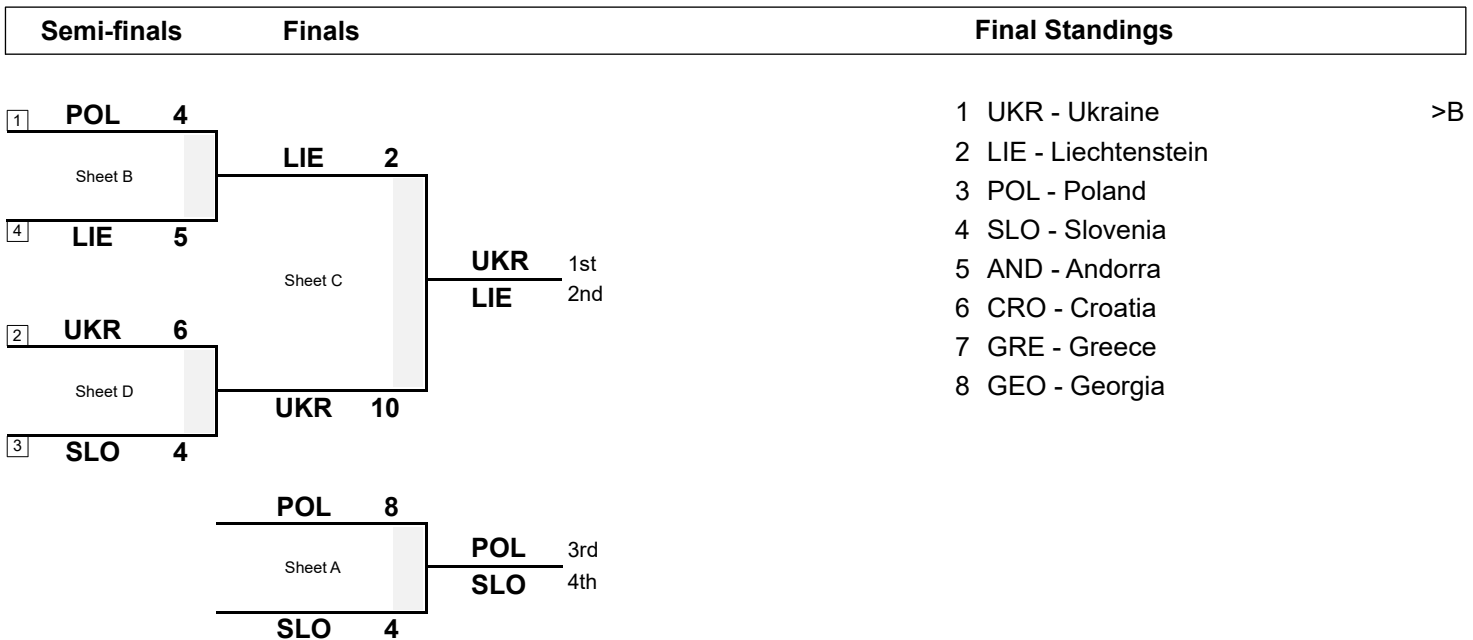 Semi-finals Finals Final Standings
1 POL 4
Sheet B
4 LIE 5
LIE 2
Sheet C
UKR 10
2 UKR 6
Sheet D
3 SLO 4
UKR 1st
LIE 2nd
POL 8
Sheet A
SLO 4
POL 3rd
SLO 4th
1 UKR - Ukraine >B
2 LIE - Liechtenstein
3 POL - Poland
4 SLO - Slovenia
5 AND - Andorra
6 CRO - Croatia
7 GRE - Greece
8 GEO - Georgia